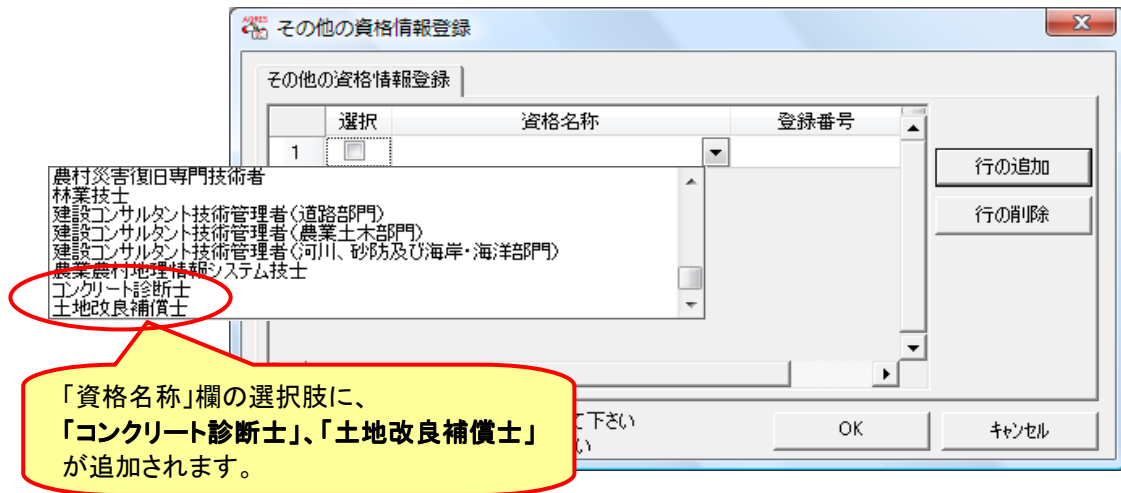 AGRIS その他の資格情報登録
その他の資格情報登録
選択 資格名称 登録番号
1
行の追加
行の削除
農村災害復旧専門技術者
林業技士
建設コンサルタント技術管理者(道路部門)
建設コンサルタント技術管理者(農業土木部門)
建設コンサルタント技術管理者(河川、砂防及び海岸・海洋部門)
農業農村地理情報システム技士
コンクリート診断士
土地改良補償士
「資格名称」欄の選択肢に、
「コンクリート診断士」、「土地改良補償士」
が追加されます。
て下さい
い
OK
キャンセル